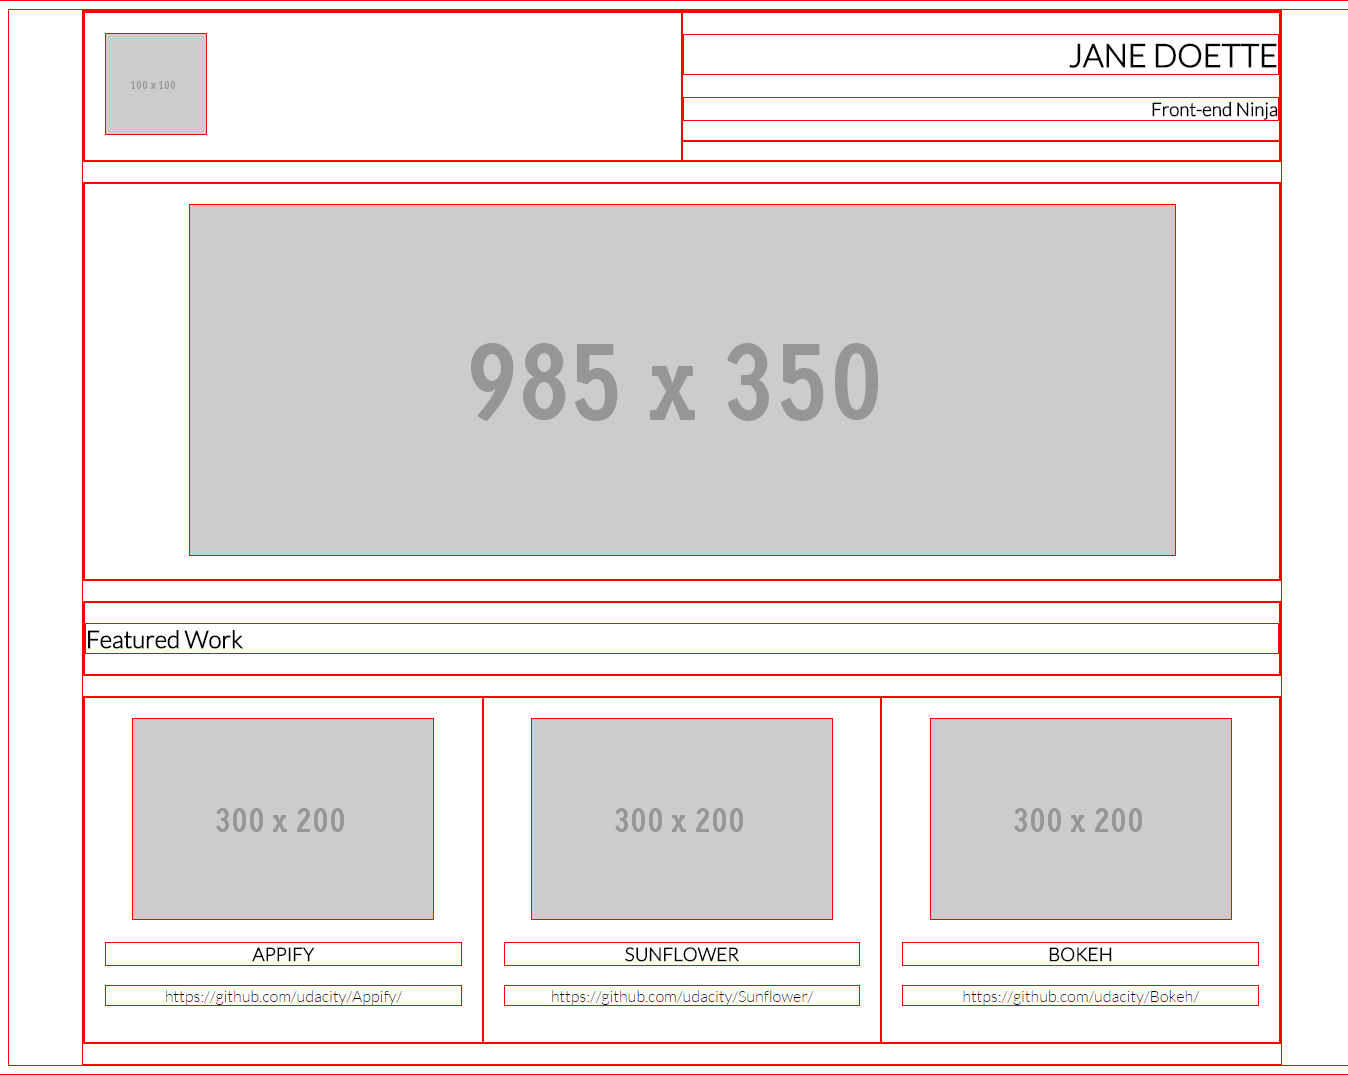 100 x 100
JANE DOETTE
Front-end Ninja
985 x 350
Featured Work
300 x 200
300 x 200
300 x 200
APPIFY
SUNFLOWER
BOKEH
https://github.com/udacity/Appify/
https://github.com/udacity/Sunflower/
https://github.com/udacity/Bokeh/